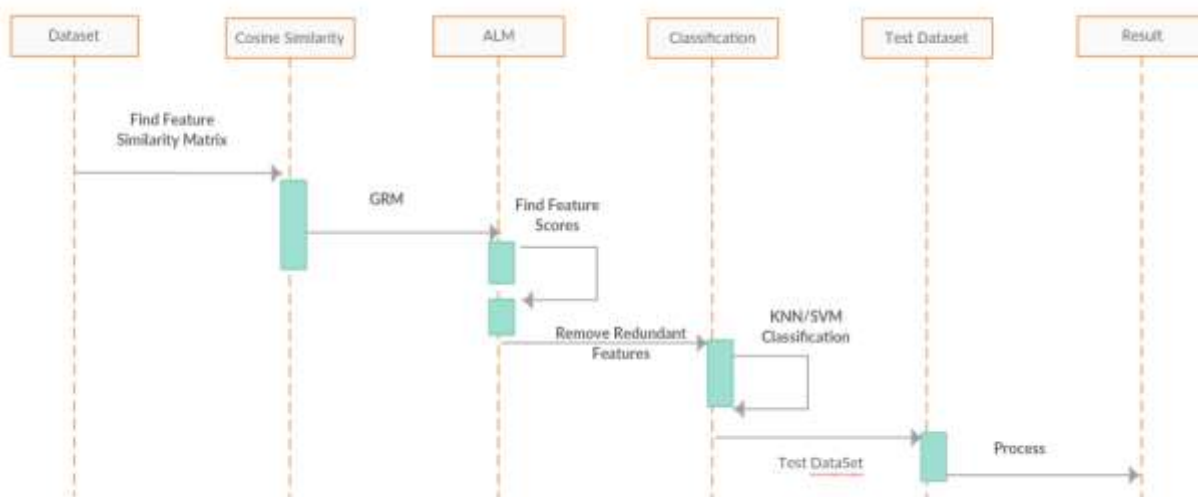 Dataset
Cosine Similarity
ALM
Classification
Test Dataset
Result
Find Feature
Similarity Matrix
GRM
Find Feature
Scores
Remove Redundant
Features
KNN/SVM
Classification
Test DataSet
Process